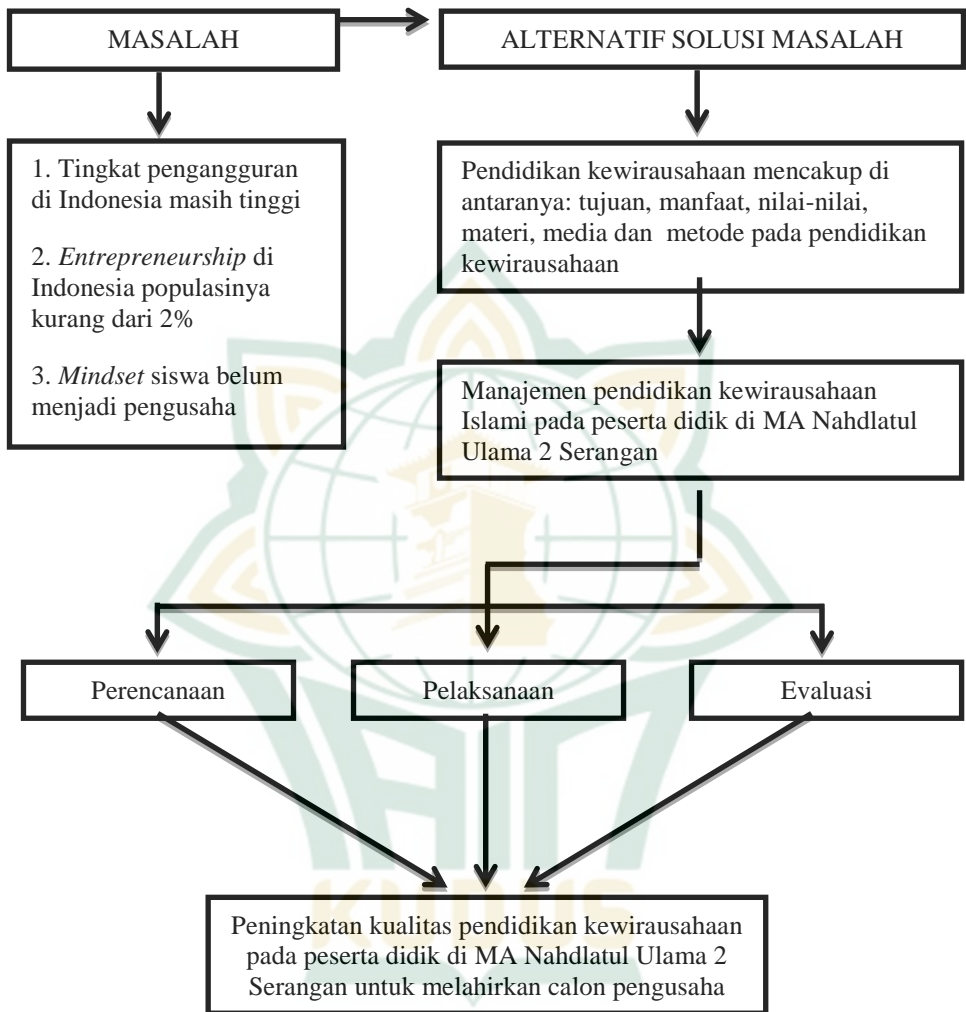 MASALAH
ALTERNATIF SOLUSI MASALAH
1. Tingkat pengangguran
di Indonesia masih tinggi
2. Entrepreneurship di
Indonesia populasinya
kurang dari 2%
3. Mindset siswa belum
menjadi pengusaha
Pendidikan kewirausahaan mencakup di
antaranya: tujuan, manfaat, nilai-nilai,
materi, media dan metode pada pendidikan
kewirausahaan
Manajemen pendidikan kewirausahaan
Islami pada peserta didik di MA Nahdlatul
Ulama 2 Serangan
Perencanaan
Pelaksanaan
Evaluasi
Peningkatan kualitas pendidikan kewirausahaan
pada peserta didik di MA Nahdlatul Ulama 2
Serangan untuk melahirkan calon pengusaha
IAIN
KUDUS